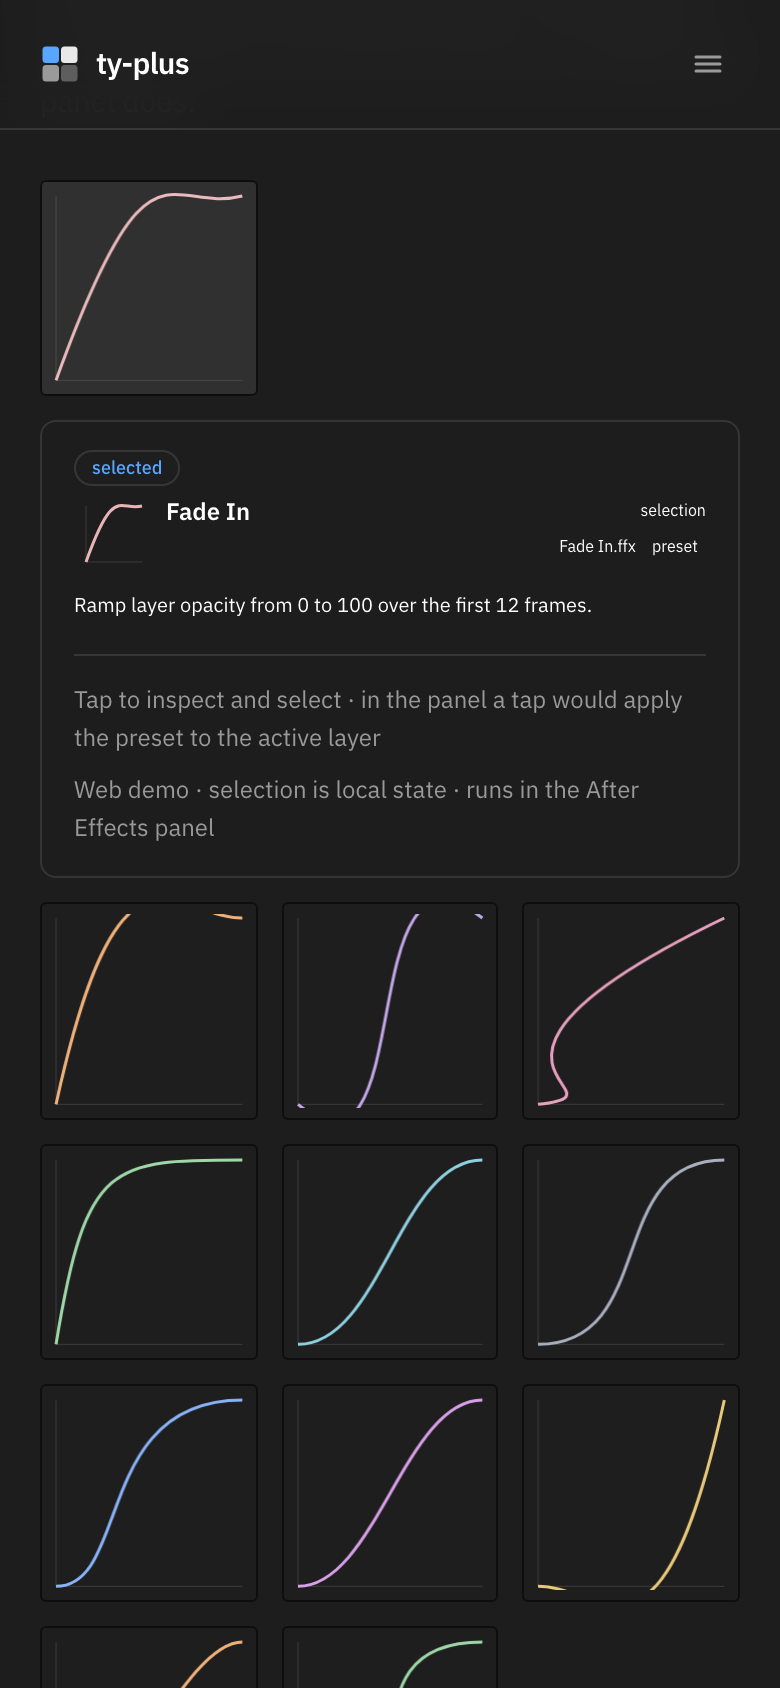 ty-plus
panel does.
selected
Fade In
selection
Fade In.ffx preset
Ramp layer opacity from 0 to 100 over the first 12 frames.
Tap to inspect and select · in the panel a tap would apply
the preset to the active layer
Web demo · selection is local state · runs in the After
Effects panel